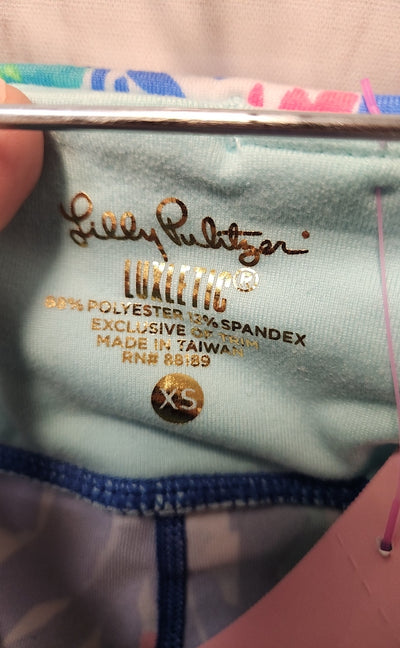 Lilly Pulitzer
LUXLETIC®
88% POLYESTER 12% SPANDEX
EXCLUSIVE OF TRIM
MADE IN TAIWAN
RN# 88189
XS